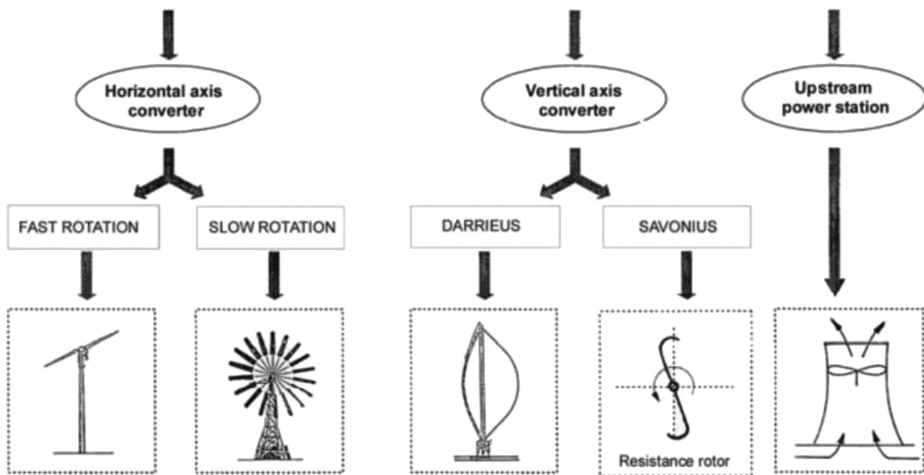 Horizontal axis
converter
Vertical axis
converter
Upstream
power station
FAST ROTATION
SLOW ROTATION
DARRIEUS
SAVONIUS
Resistance rotor